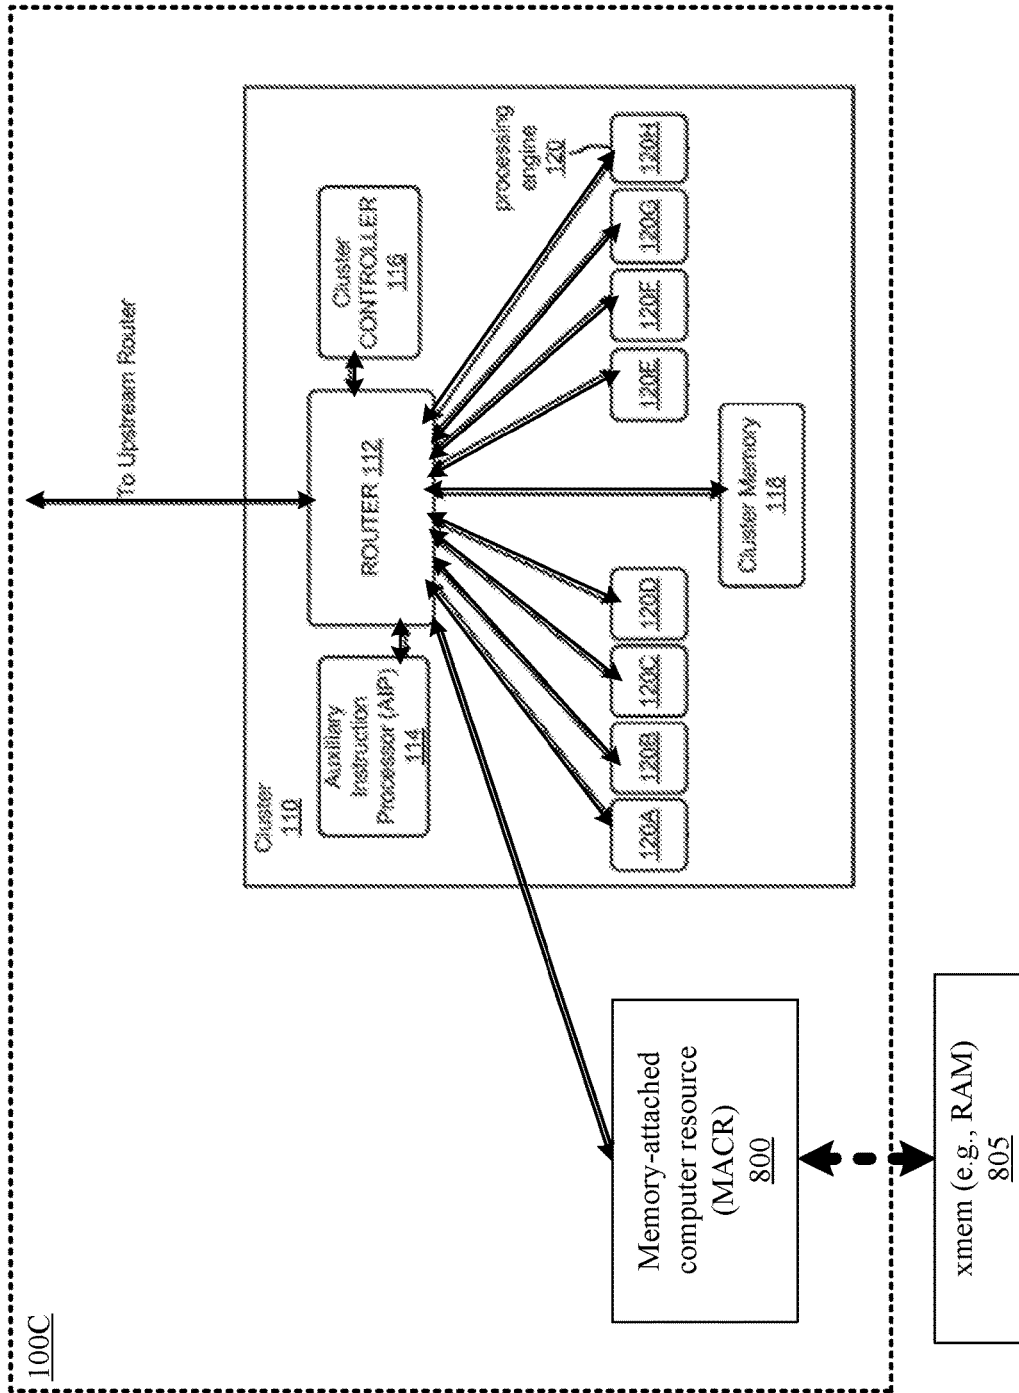 100C
To Upstream Router
Cluster
110
Auxiliary
Instruction
Processor (AIP)
114
ROUTER 112
Cluster
CONTROLLER
116
processing
engine
120
120A
120B
120C
120D
120E
120F
120G
120H
Cluster Memory
118
Memory-attached
computer resource
(MACR)
800
xmem (e.g., RAM)
805